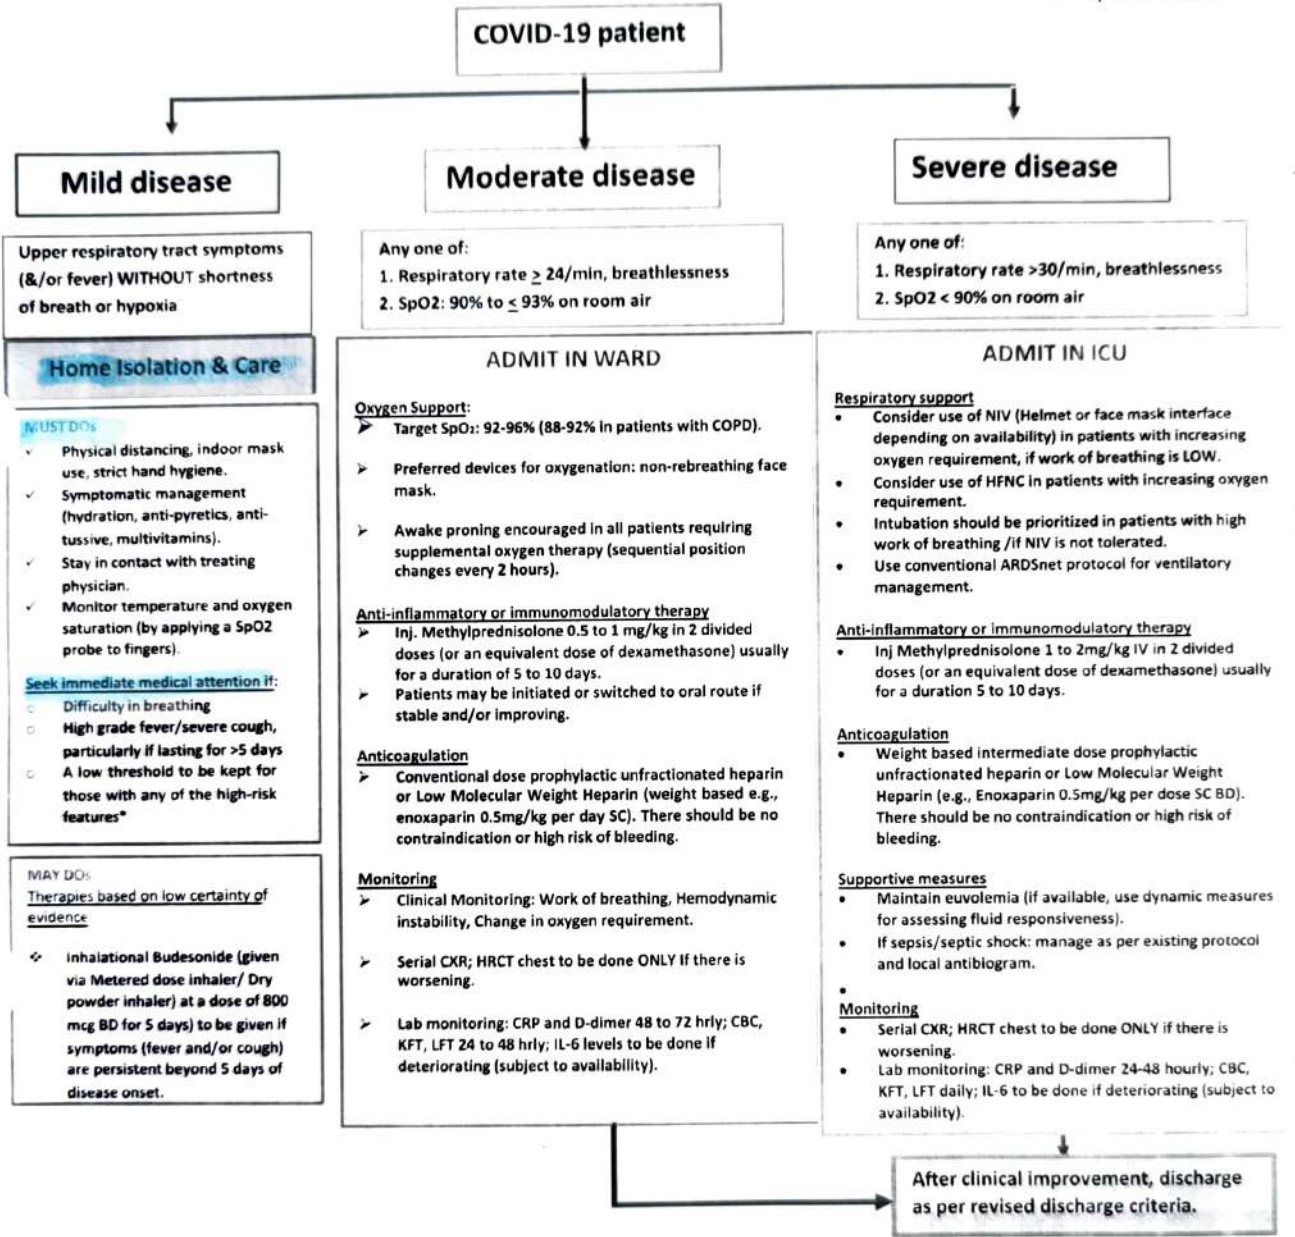 COVID-19 patient
Mild disease
Upper respiratory tract symptoms
(&/or fever) WITHOUT shortness
of breath or hypoxia
Home Isolation & Care
MUST DOs
✓ Physical distancing, indoor mask
use, strict hand hygiene.
✓ Symptomatic management
(hydration, anti-pyretics, anti-
tussive, multivitamins).
✓ Stay in contact with treating
physician.
✓ Monitor temperature and oxygen
saturation (by applying a SpO2
probe to fingers).
Seek immediate medical attention if:
○ Difficulty in breathing
○ High grade fever/severe cough,
particularly if lasting for >5 days
○ A low threshold to be kept for
those with any of the high-risk
features*
MAY DOs
Therapies based on low certainty of
evidence
❖ Inhalational Budesonide (given
via Metered dose inhaler/ Dry
powder inhaler) at a dose of 800
mcg BD for 5 days) to be given if
symptoms (fever and/or cough)
are persistent beyond 5 days of
disease onset.
Moderate disease
Any one of:
1. Respiratory rate ≥ 24/min, breathlessness
2. SpO2: 90% to ≤ 93% on room air
ADMIT IN WARD
Oxygen Support:
➢ Target SpO₂: 92-96% (88-92% in patients with COPD).
➢ Preferred devices for oxygenation: non-rebreathing face
mask.
➢ Awake proning encouraged in all patients requiring
supplemental oxygen therapy (sequential position
changes every 2 hours).
Anti-inflammatory or immunomodulatory therapy
➢ Inj. Methylprednisolone 0.5 to 1 mg/kg in 2 divided
doses (or an equivalent dose of dexamethasone) usually
for a duration of 5 to 10 days.
➢ Patients may be initiated or switched to oral route if
stable and/or improving.
Anticoagulation
➢ Conventional dose prophylactic unfractionated heparin
or Low Molecular Weight Heparin (weight based e.g.,
enoxaparin 0.5mg/kg per day SC). There should be no
contraindication or high risk of bleeding.
Monitoring
➢ Clinical Monitoring: Work of breathing, Hemodynamic
instability, Change in oxygen requirement.
➢ Serial CXR; HRCT chest to be done ONLY If there is
worsening.
➢ Lab monitoring: CRP and D-dimer 48 to 72 hrly; CBC,
KFT, LFT 24 to 48 hrly; IL-6 levels to be done if
deteriorating (subject to availability).
Severe disease
Any one of:
1. Respiratory rate >30/min, breathlessness
2. SpO2 < 90% on room air
ADMIT IN ICU
Respiratory support
• Consider use of NIV (Helmet or face mask interface
depending on availability) in patients with increasing
oxygen requirement, if work of breathing is LOW.
• Consider use of HFNC in patients with increasing oxygen
requirement.
• Intubation should be prioritized in patients with high
work of breathing /if NIV is not tolerated.
• Use conventional ARDSnet protocol for ventilatory
management.
Anti-inflammatory or immunomodulatory therapy
• Inj Methylprednisolone 1 to 2mg/kg IV in 2 divided
doses (or an equivalent dose of dexamethasone) usually
for a duration 5 to 10 days.
Anticoagulation
• Weight based intermediate dose prophylactic
unfractionated heparin or Low Molecular Weight
Heparin (e.g., Enoxaparin 0.5mg/kg per dose SC BD).
There should be no contraindication or high risk of
bleeding.
Supportive measures
• Maintain euvolemia (if available, use dynamic measures
for assessing fluid responsiveness).
• If sepsis/septic shock: manage as per existing protocol
and local antibiogram.
•
Monitoring
• Serial CXR; HRCT chest to be done ONLY if there is
worsening.
• Lab monitoring: CRP and D-dimer 24-48 hourly; CBC,
KFT, LFT daily; IL-6 to be done if deteriorating (subject to
availability).
After clinical improvement, discharge
as per revised discharge criteria.